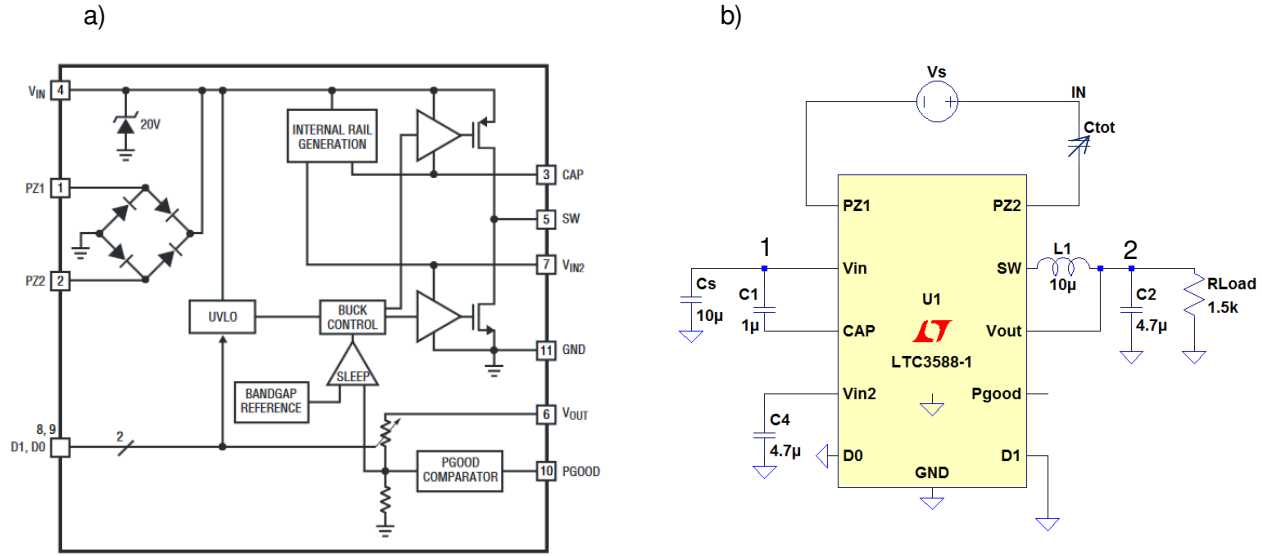 a)
b)
VIN 4
20V
INTERNAL RAIL
GENERATION
PZ1 1
3 CAP
5 SW
7 VIN2
PZ2 2
UVLO
BUCK
CONTROL
11 GND
SLEEP
BANDGAP
REFERENCE
6 VOUT
8, 9
D1, D0
2
PGOOD
COMPARATOR
10 PGOOD
Vs
IN
Ctot
PZ1
PZ2
1
L1
2
Vin
SW
10µ
Cs
10µ
C1
1µ
U1
C2
4.7µ
RLoad
1.5k
CAP
Vout
LTC3588-1
Vin2
Pgood
C4
4.7µ
D0
D1
GND